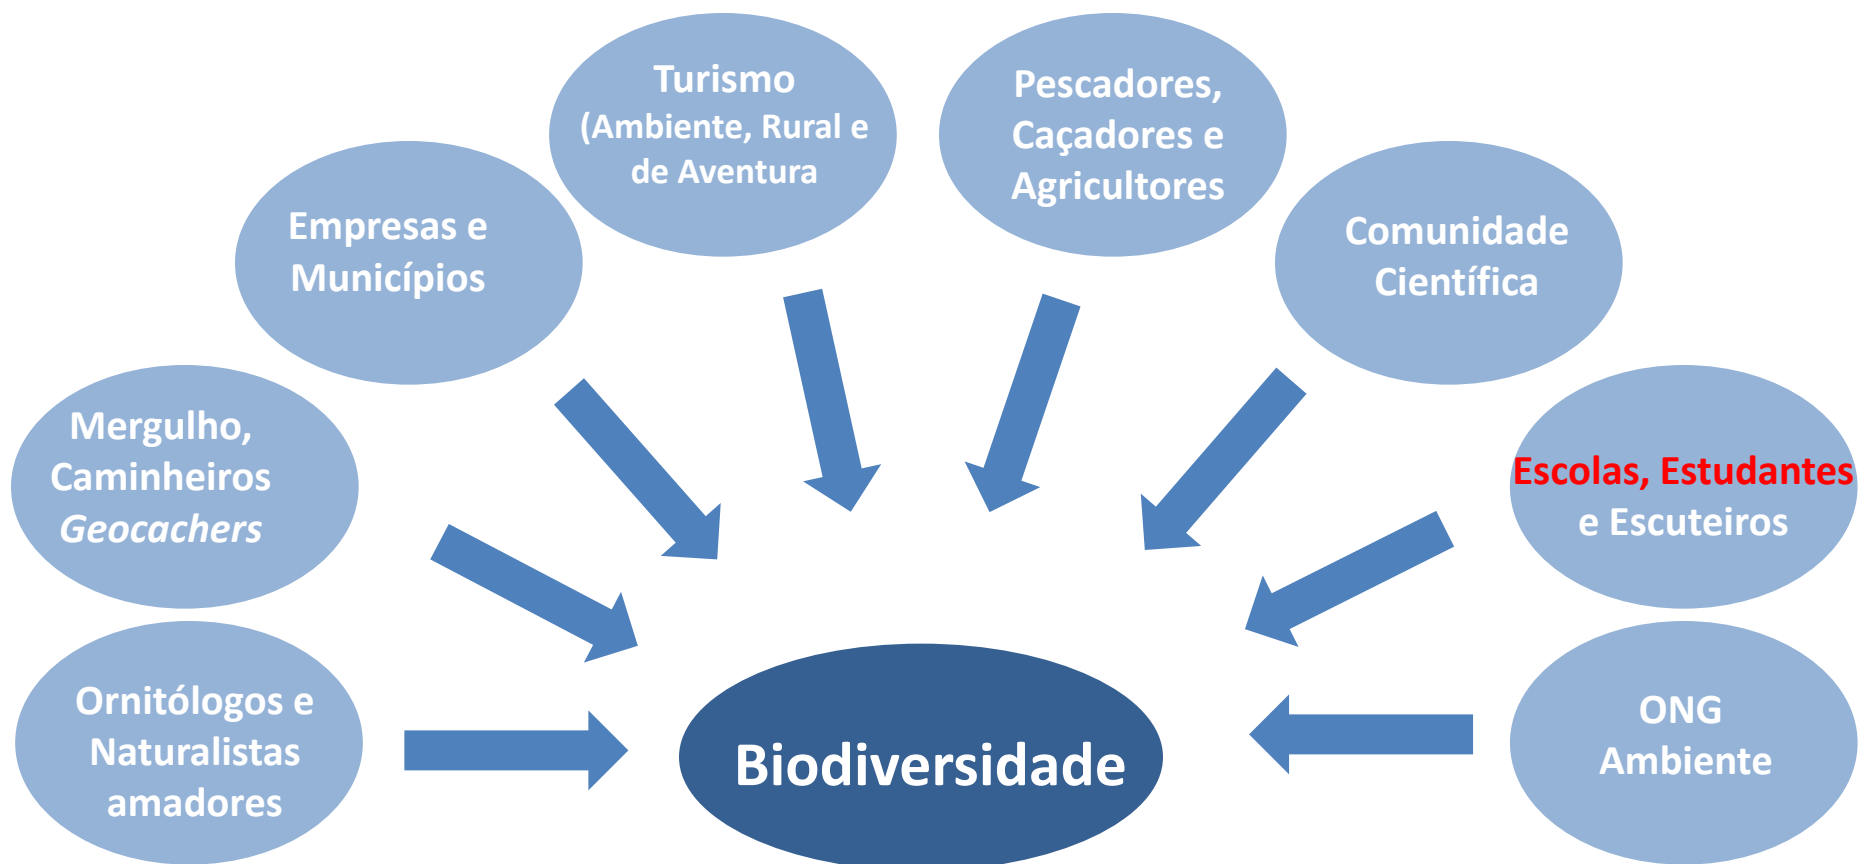 Turismo
(Ambiente, Rural e
de Aventura
Pescadores,
Caçadores e
Agricultores
Empresas e
Municípios
Comunidade
Científica
Mergulho,
Caminheiros
Geocachers
Escolas, Estudantes
e Escuteiros
Ornitólogos e
Naturalistas
amadores
Biodiversidade
ONG
Ambiente